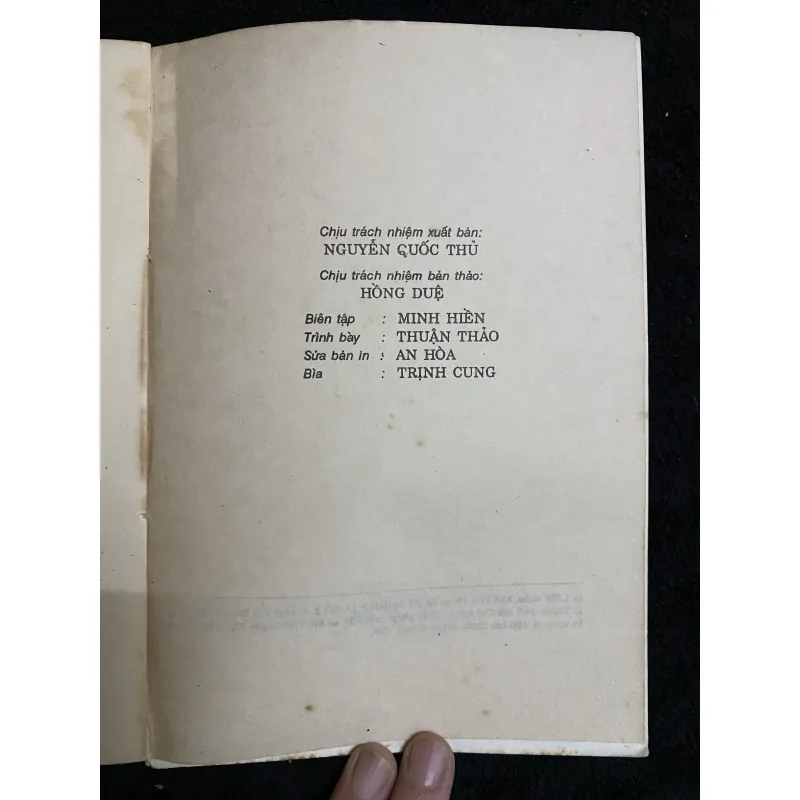 Chịu trách nhiệm xuất bản:
NGUYỄN QUỐC THỦ
Chịu trách nhiệm bản thảo:
HỒNG DUỆ
Biên tập : MINH HIỀN
Trình bày : THUẬN THẢO
Sửa bản in : AN HÒA
Bìa : TRỊNH CUNG